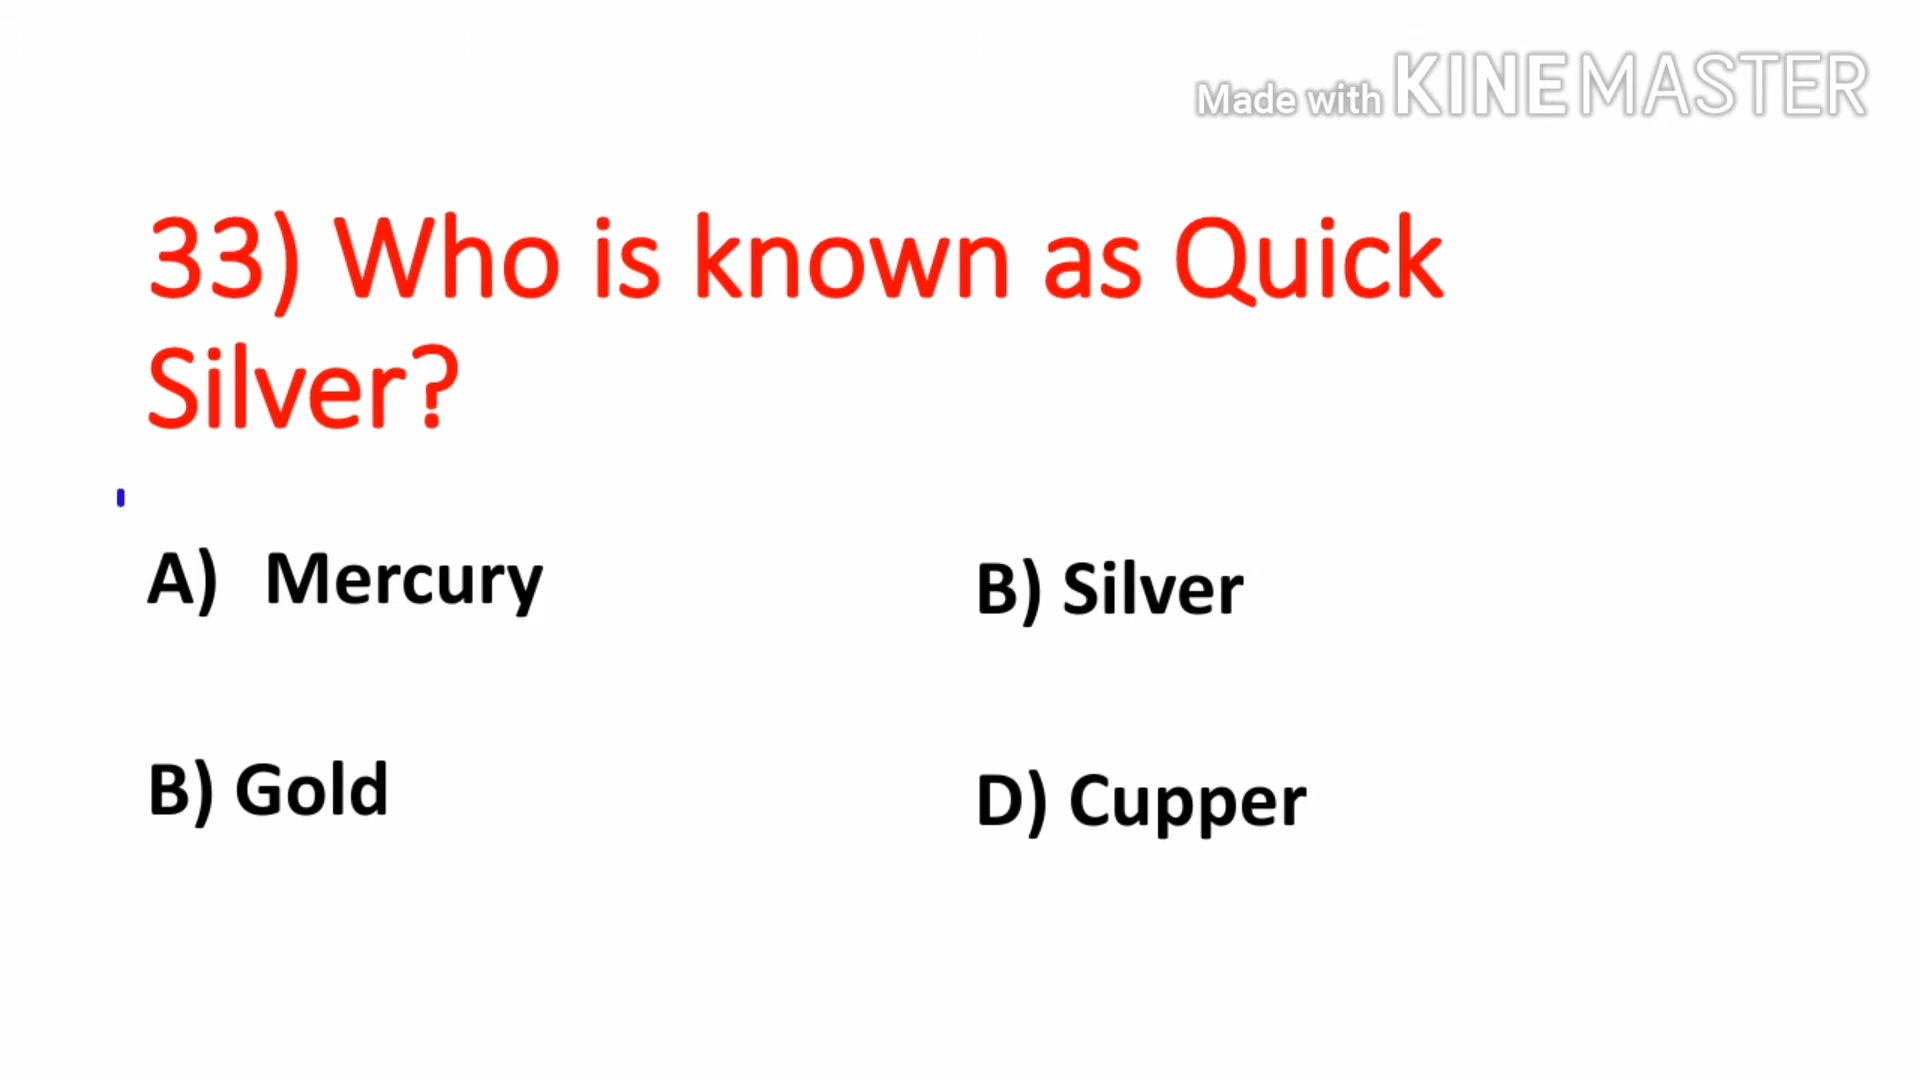 Made with KINEMASTER
33) Who is known as Quick
Silver?
A) Mercury
B) Silver
B) Gold
D) Cupper